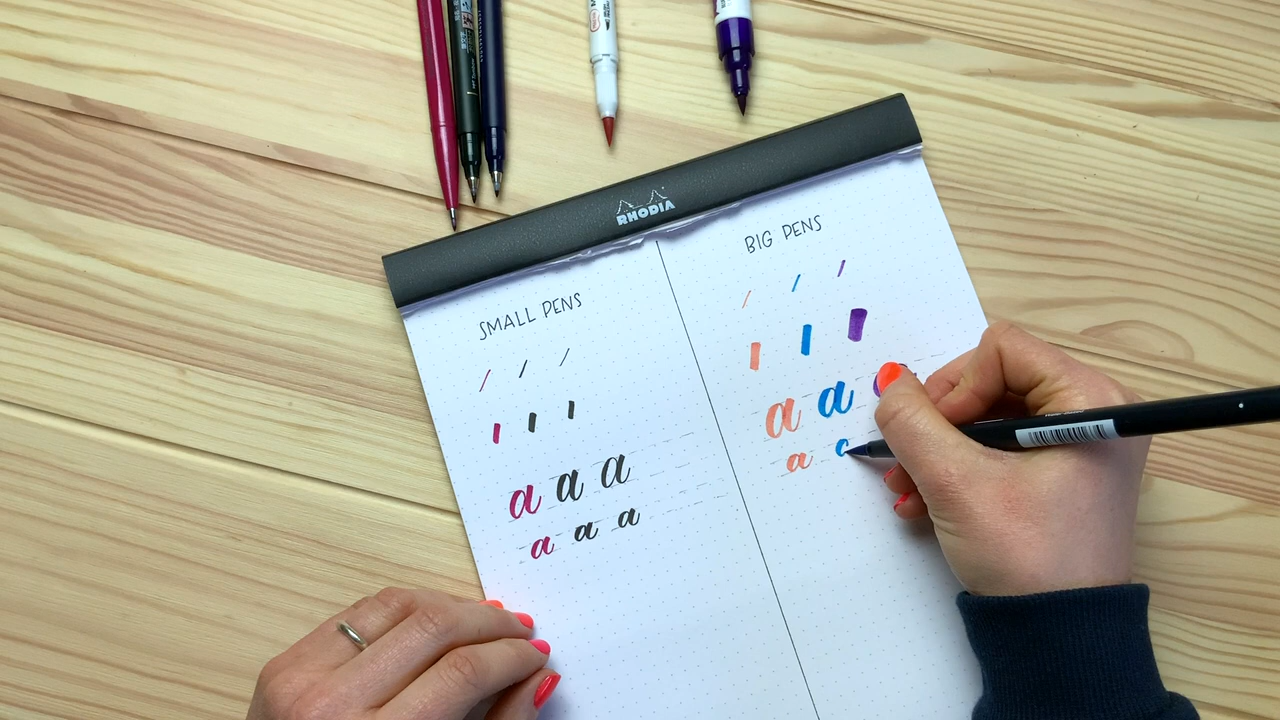 RHODIA
SMALL PENS
a a a
a a a
BIG PENS
a a
a